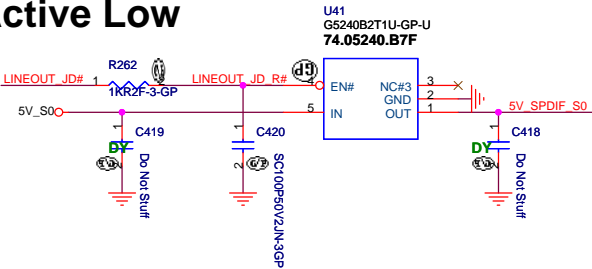 ctive Low
U41
G5240B2T1U-GP-U
74.05240.B7F
R262
LINEOUT_JD# 1 2 LINEOUT_JD_R# 4 EN# NC#3 3
1KR2F-3-GP
GND 2
5V_S0 5 IN OUT 1 5V_SPDIF_S0
1 C419 1 C420 1 C418
DY DY
2 2 2
Do Not Stuff
SC100P50V2JN-3GP
Do Not Stuff
GP